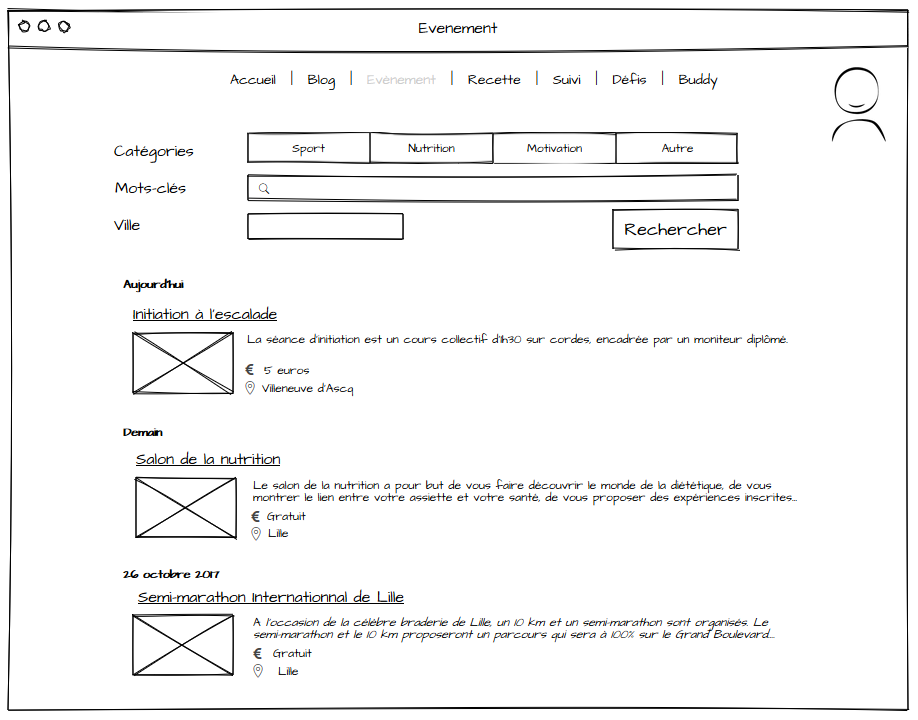 Evenement
Accueil | Blog | Evènement | Recette | Suivi | Défis | Buddy
Catégories Sport Nutrition Motivation Autre
Mots-clés
Ville Rechercher
Aujourd'hui
Initiation à l'escalade
La séance d'initiation est un cours collectif d'1h30 sur cordes, encadrée par un moniteur diplômé.
€ 5 euros
Villeneuve d'Ascq
Demain
Salon de la nutrition
Le salon de la nutrition a pour but de vous faire découvrir le monde de la diététique, de vous
montrer le lien entre votre assiette et votre santé, de vous proposer des expériences inscrites...
€ Gratuit
Lille
26 octobre 2017
Semi-marathon Internationnal de Lille
A l'occasion de la célèbre braderie de Lille, un 10 km et un semi-marathon sont organisés. Le
semi-marathon et le 10 km proposeront un parcours qui sera à 100% sur le Grand Boulevard...
€ Gratuit
Lille